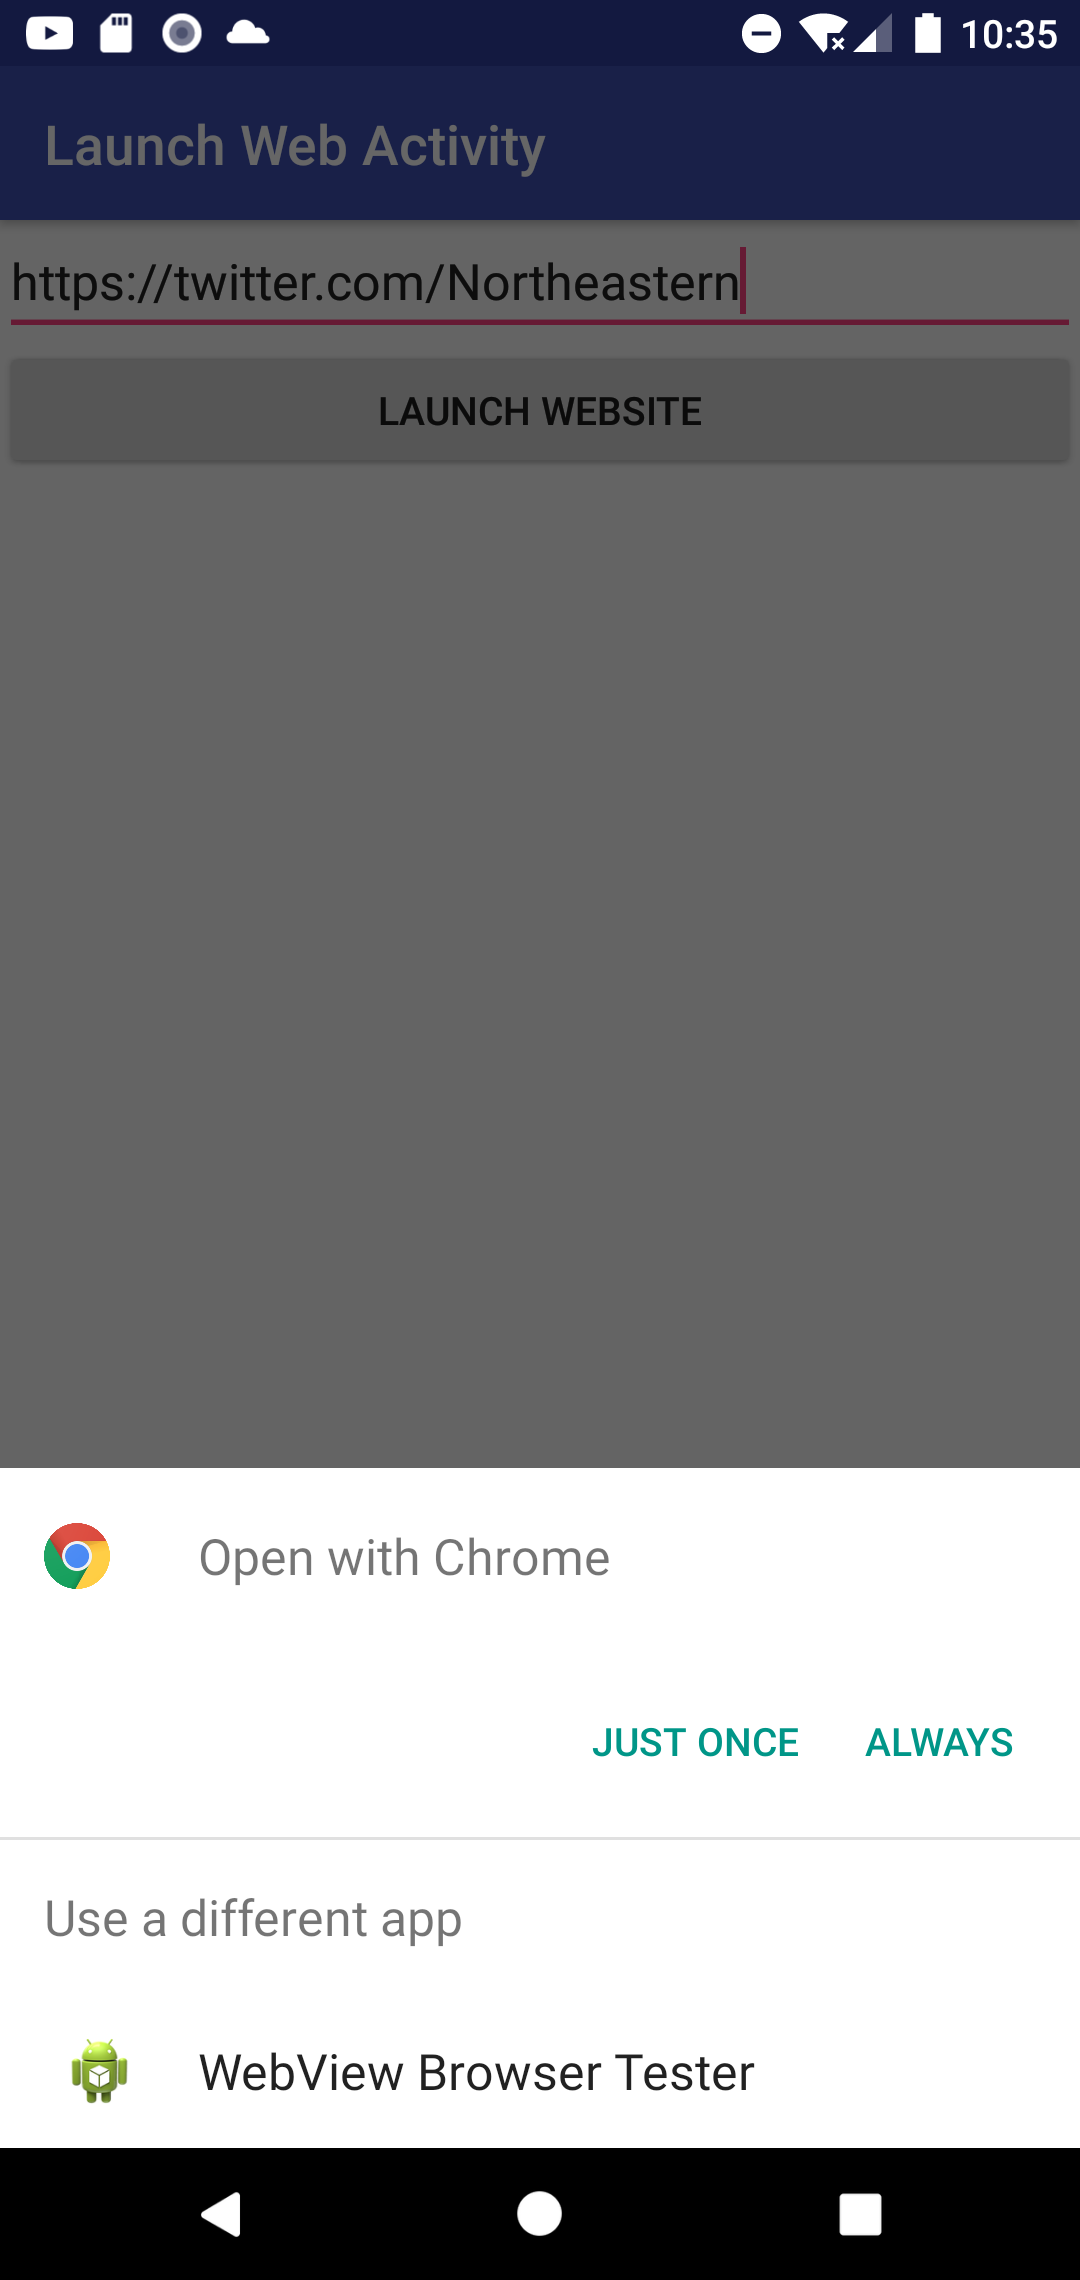 10:35
Launch Web Activity
https://twitter.com/Northeastern
LAUNCH WEBSITE
Open with Chrome
JUST ONCE ALWAYS
Use a different app
WebView Browser Tester